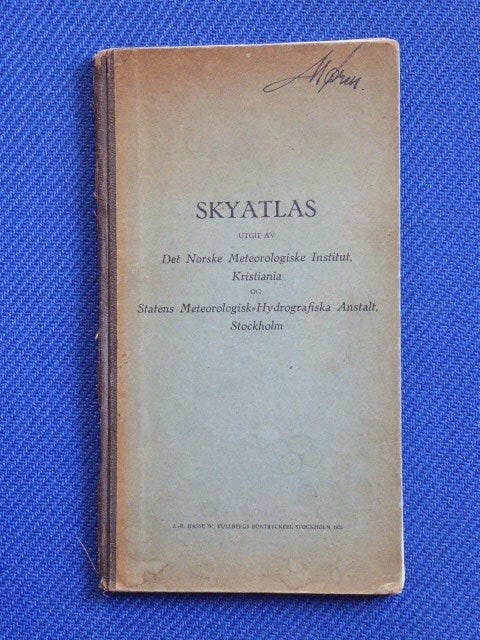 SKYATLAS
UTGIT AV
Det Norske Meteorologiske Institut,
Kristiania
OG
Statens Meteorologisk-Hydrografiska Anstalt,
Stockholm
A.-B. HASSE W. TULLBERGS BOKTRYCKERI, STOCKHOLM